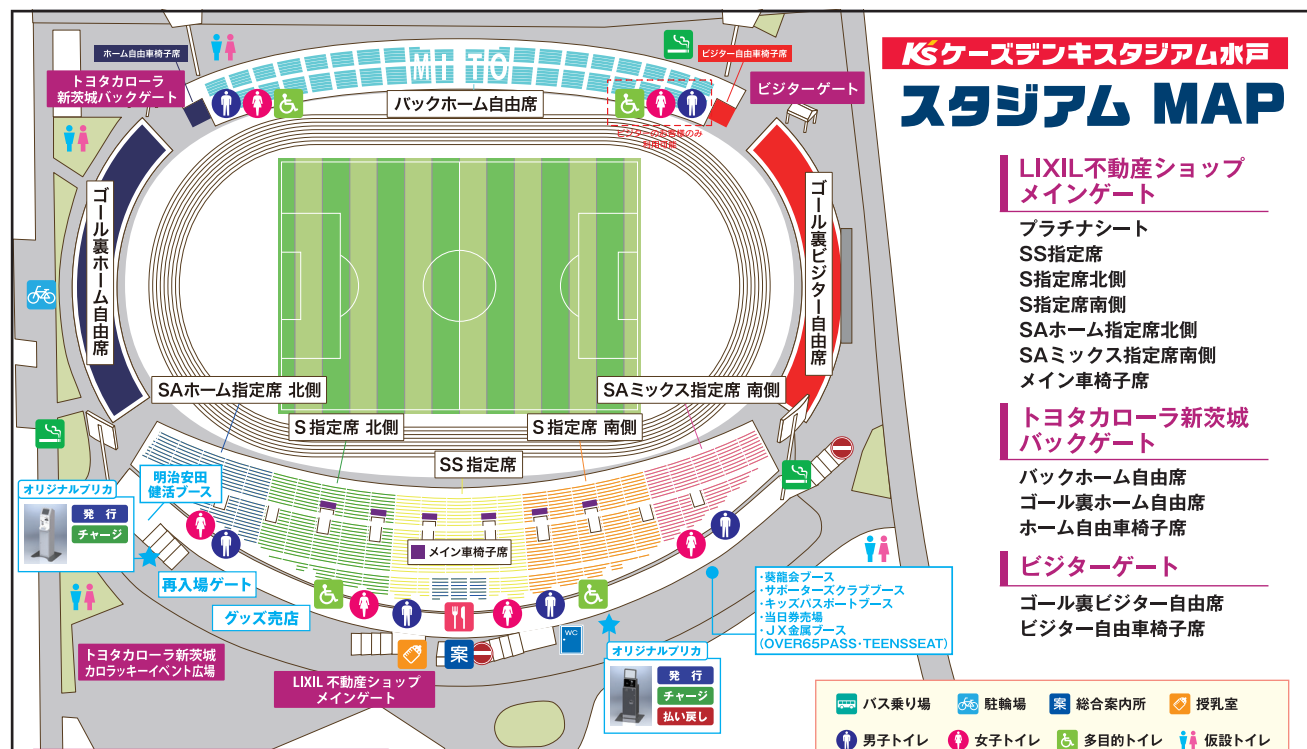 K'sケーズデンキスタジアム水戸
スタジアム MAP
ホーム自由車椅子席
トヨタカローラ
新茨城バックゲート
MITO
バックホーム自由席
ビジターのお客様のみ
利用可能
ビジター自由車椅子席
ビジターゲート
ゴール裏ホーム自由席
ゴール裏ビジター自由席
SAホーム指定席 北側
SAミックス指定席 南側
S指定席 北側
S指定席 南側
SS指定席
メイン車椅子席
明治安田
健活ブース
オリジナルプリカ
発 行
チャージ
再入場ゲート
グッズ売店
トヨタカローラ新茨城
カロラッキーイベント広場
案
LIXIL 不動産ショップ
メインゲート
WC
オリジナルプリカ
発 行
チャージ
払い戻し
・葵龍会ブース
・サポータークラブブース
・キッズパスポートブース
・当日券売場
・JX金属ブース
(OVER65PASS・TEENSSEAT)
LIXIL不動産ショップ
メインゲート
プラチナシート
SS指定席
S指定席北側
S指定席南側
SAホーム指定席北側
SAミックス指定席南側
メイン車椅子席
トヨタカローラ新茨城
バックゲート
バックホーム自由席
ゴール裏ホーム自由席
ホーム自由車椅子席
ビジターゲート
ゴール裏ビジター自由席
ビジター自由車椅子席
バス乗り場 駐輪場 案 総合案内所 授乳室
男子トイレ 女子トイレ 多目的トイレ 仮設トイレ